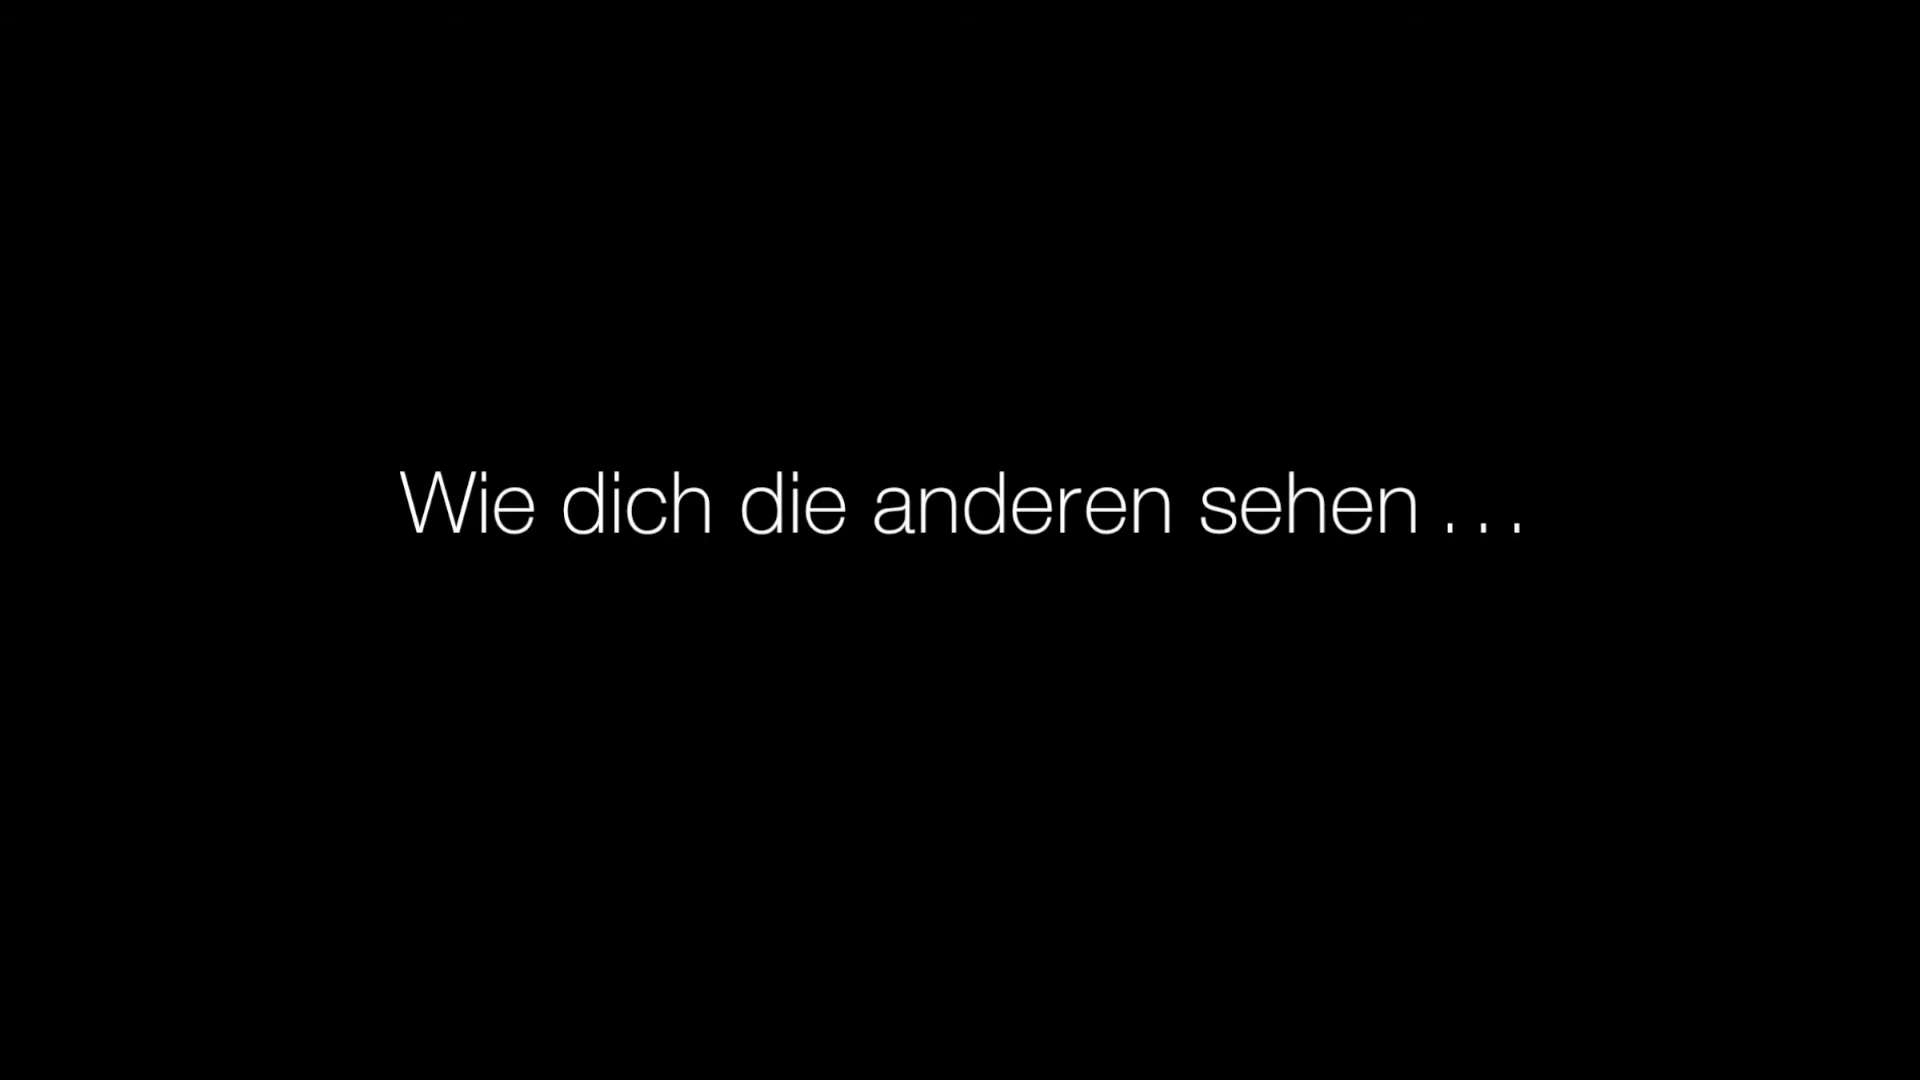 Wie dich die anderen sehen . . .